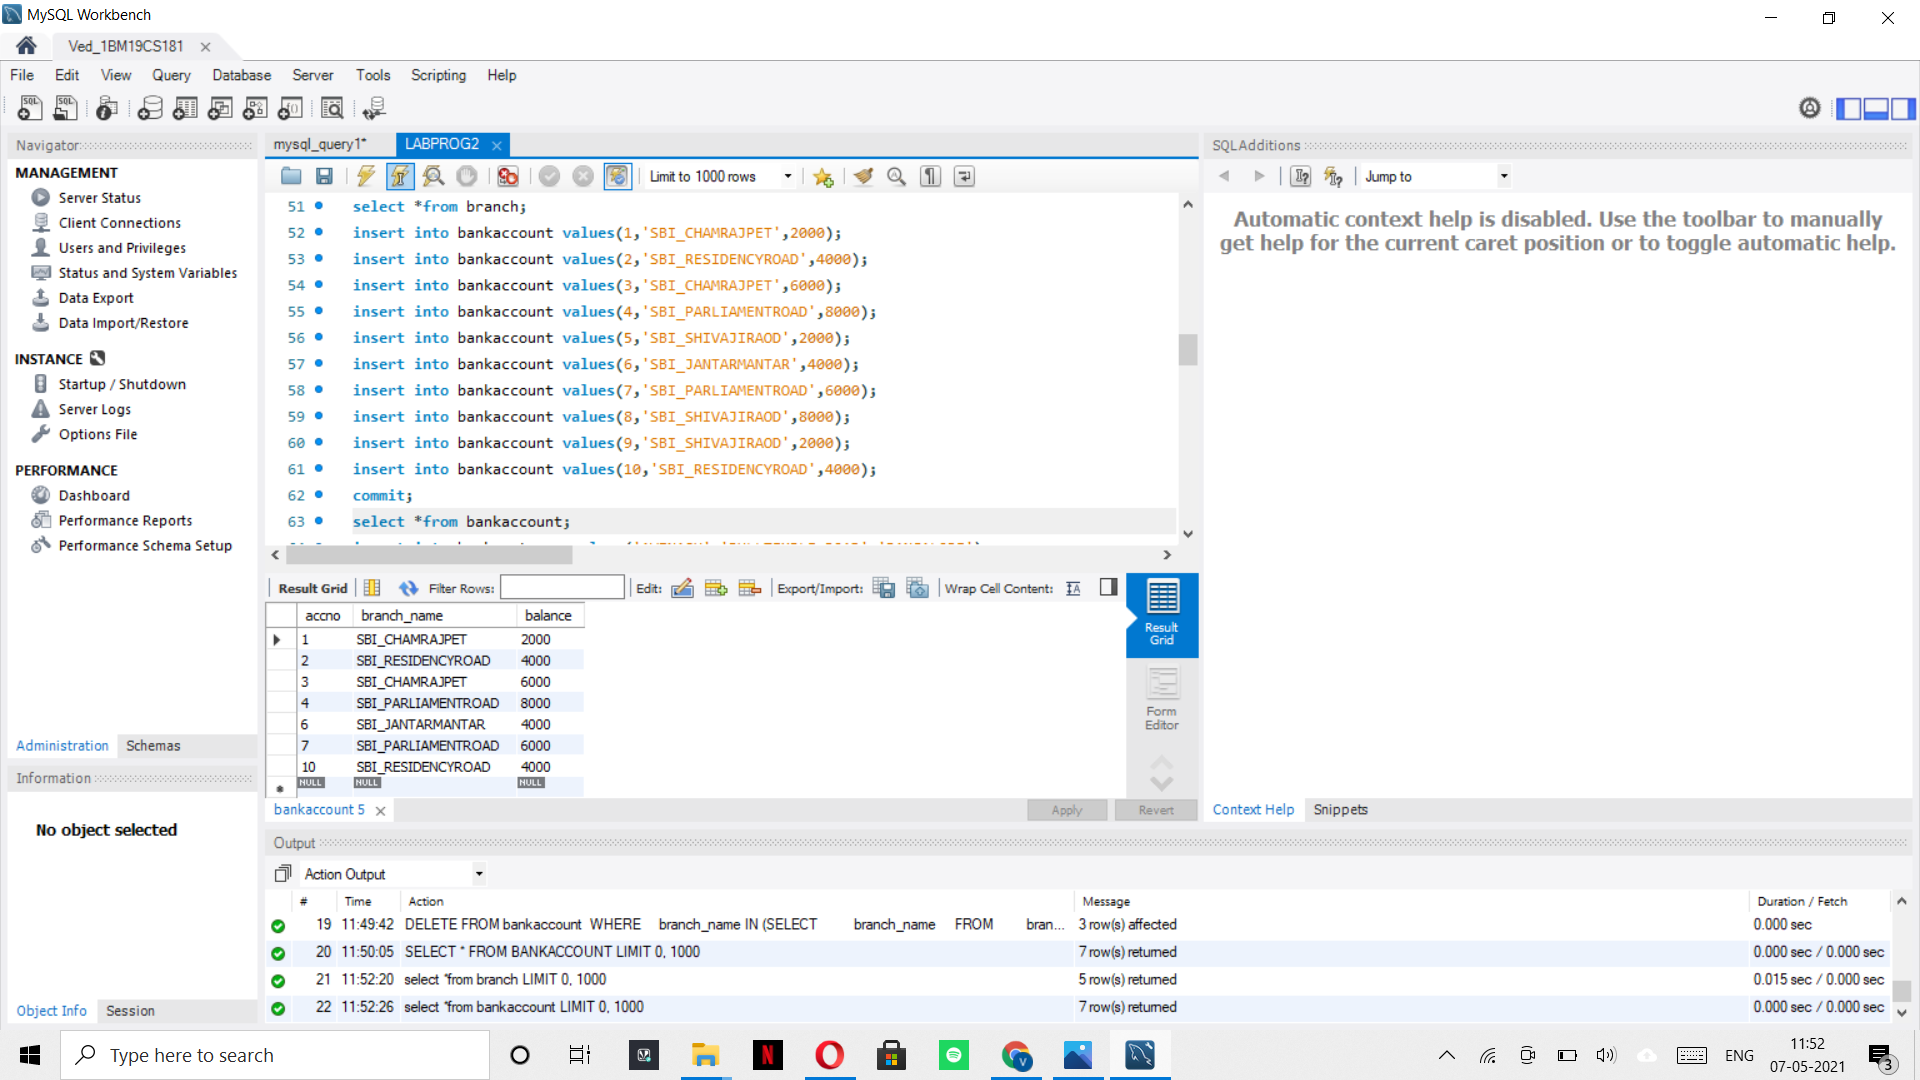 MySQL Workbench
Ved_1BM19CS181
File Edit View Query Database Server Tools Scripting Help
Navigator
MANAGEMENT
Server Status
Client Connections
Users and Privileges
Status and System Variables
Data Export
Data Import/Restore
INSTANCE
Startup / Shutdown
Server Logs
Options File
PERFORMANCE
Dashboard
Performance Reports
Performance Schema Setup
Administration Schemas
Information
No object selected
Object Info Session
mysql_query1* LABPROG2
Limit to 1000 rows
51 select *from branch;
52 insert into bankaccount values(1,'SBI_CHAMRAJPET',2000);
53 insert into bankaccount values(2,'SBI_RESIDENCYROAD',4000);
54 insert into bankaccount values(3,'SBI_CHAMRAJPET',6000);
55 insert into bankaccount values(4,'SBI_PARLIAMENTROAD',8000);
56 insert into bankaccount values(5,'SBI_SHIVAJIRAOD',2000);
57 insert into bankaccount values(6,'SBI_JANTARMANTAR',4000);
58 insert into bankaccount values(7,'SBI_PARLIAMENTROAD',6000);
59 insert into bankaccount values(8,'SBI_SHIVAJIRAOD',8000);
60 insert into bankaccount values(9,'SBI_SHIVAJIRAOD',2000);
61 insert into bankaccount values(10,'SBI_RESIDENCYROAD',4000);
62 commit;
63 select *from bankaccount;
Result Grid Filter Rows: Edit: Export/Import: Wrap Cell Content:
accno branch_name balance
1 SBI_CHAMRAJPET 2000
2 SBI_RESIDENCYROAD 4000
3 SBI_CHAMRAJPET 6000
4 SBI_PARLIAMENTROAD 8000
6 SBI_JANTARMANTAR 4000
7 SBI_PARLIAMENTROAD 6000
10 SBI_RESIDENCYROAD 4000
NULL NULL NULL
Result
Grid
Form
Editor
bankaccount 5 Apply Revert
SQLAdditions
Jump to
Automatic context help is disabled. Use the toolbar to manually
get help for the current caret position or to toggle automatic help.
Context Help Snippets
Output
Action Output
# Time Action Message Duration / Fetch
19 11:49:42 DELETE FROM bankaccount WHERE branch_name IN (SELECT branch_name FROM bran... 3 row(s) affected 0.000 sec
20 11:50:05 SELECT * FROM BANKACCOUNT LIMIT 0, 1000 7 row(s) returned 0.000 sec / 0.000 sec
21 11:52:20 select *from branch LIMIT 0, 1000 5 row(s) returned 0.015 sec / 0.000 sec
22 11:52:26 select *from bankaccount LIMIT 0, 1000 7 row(s) returned 0.000 sec / 0.000 sec
Type here to search
ENG
11:52
07-05-2021
3